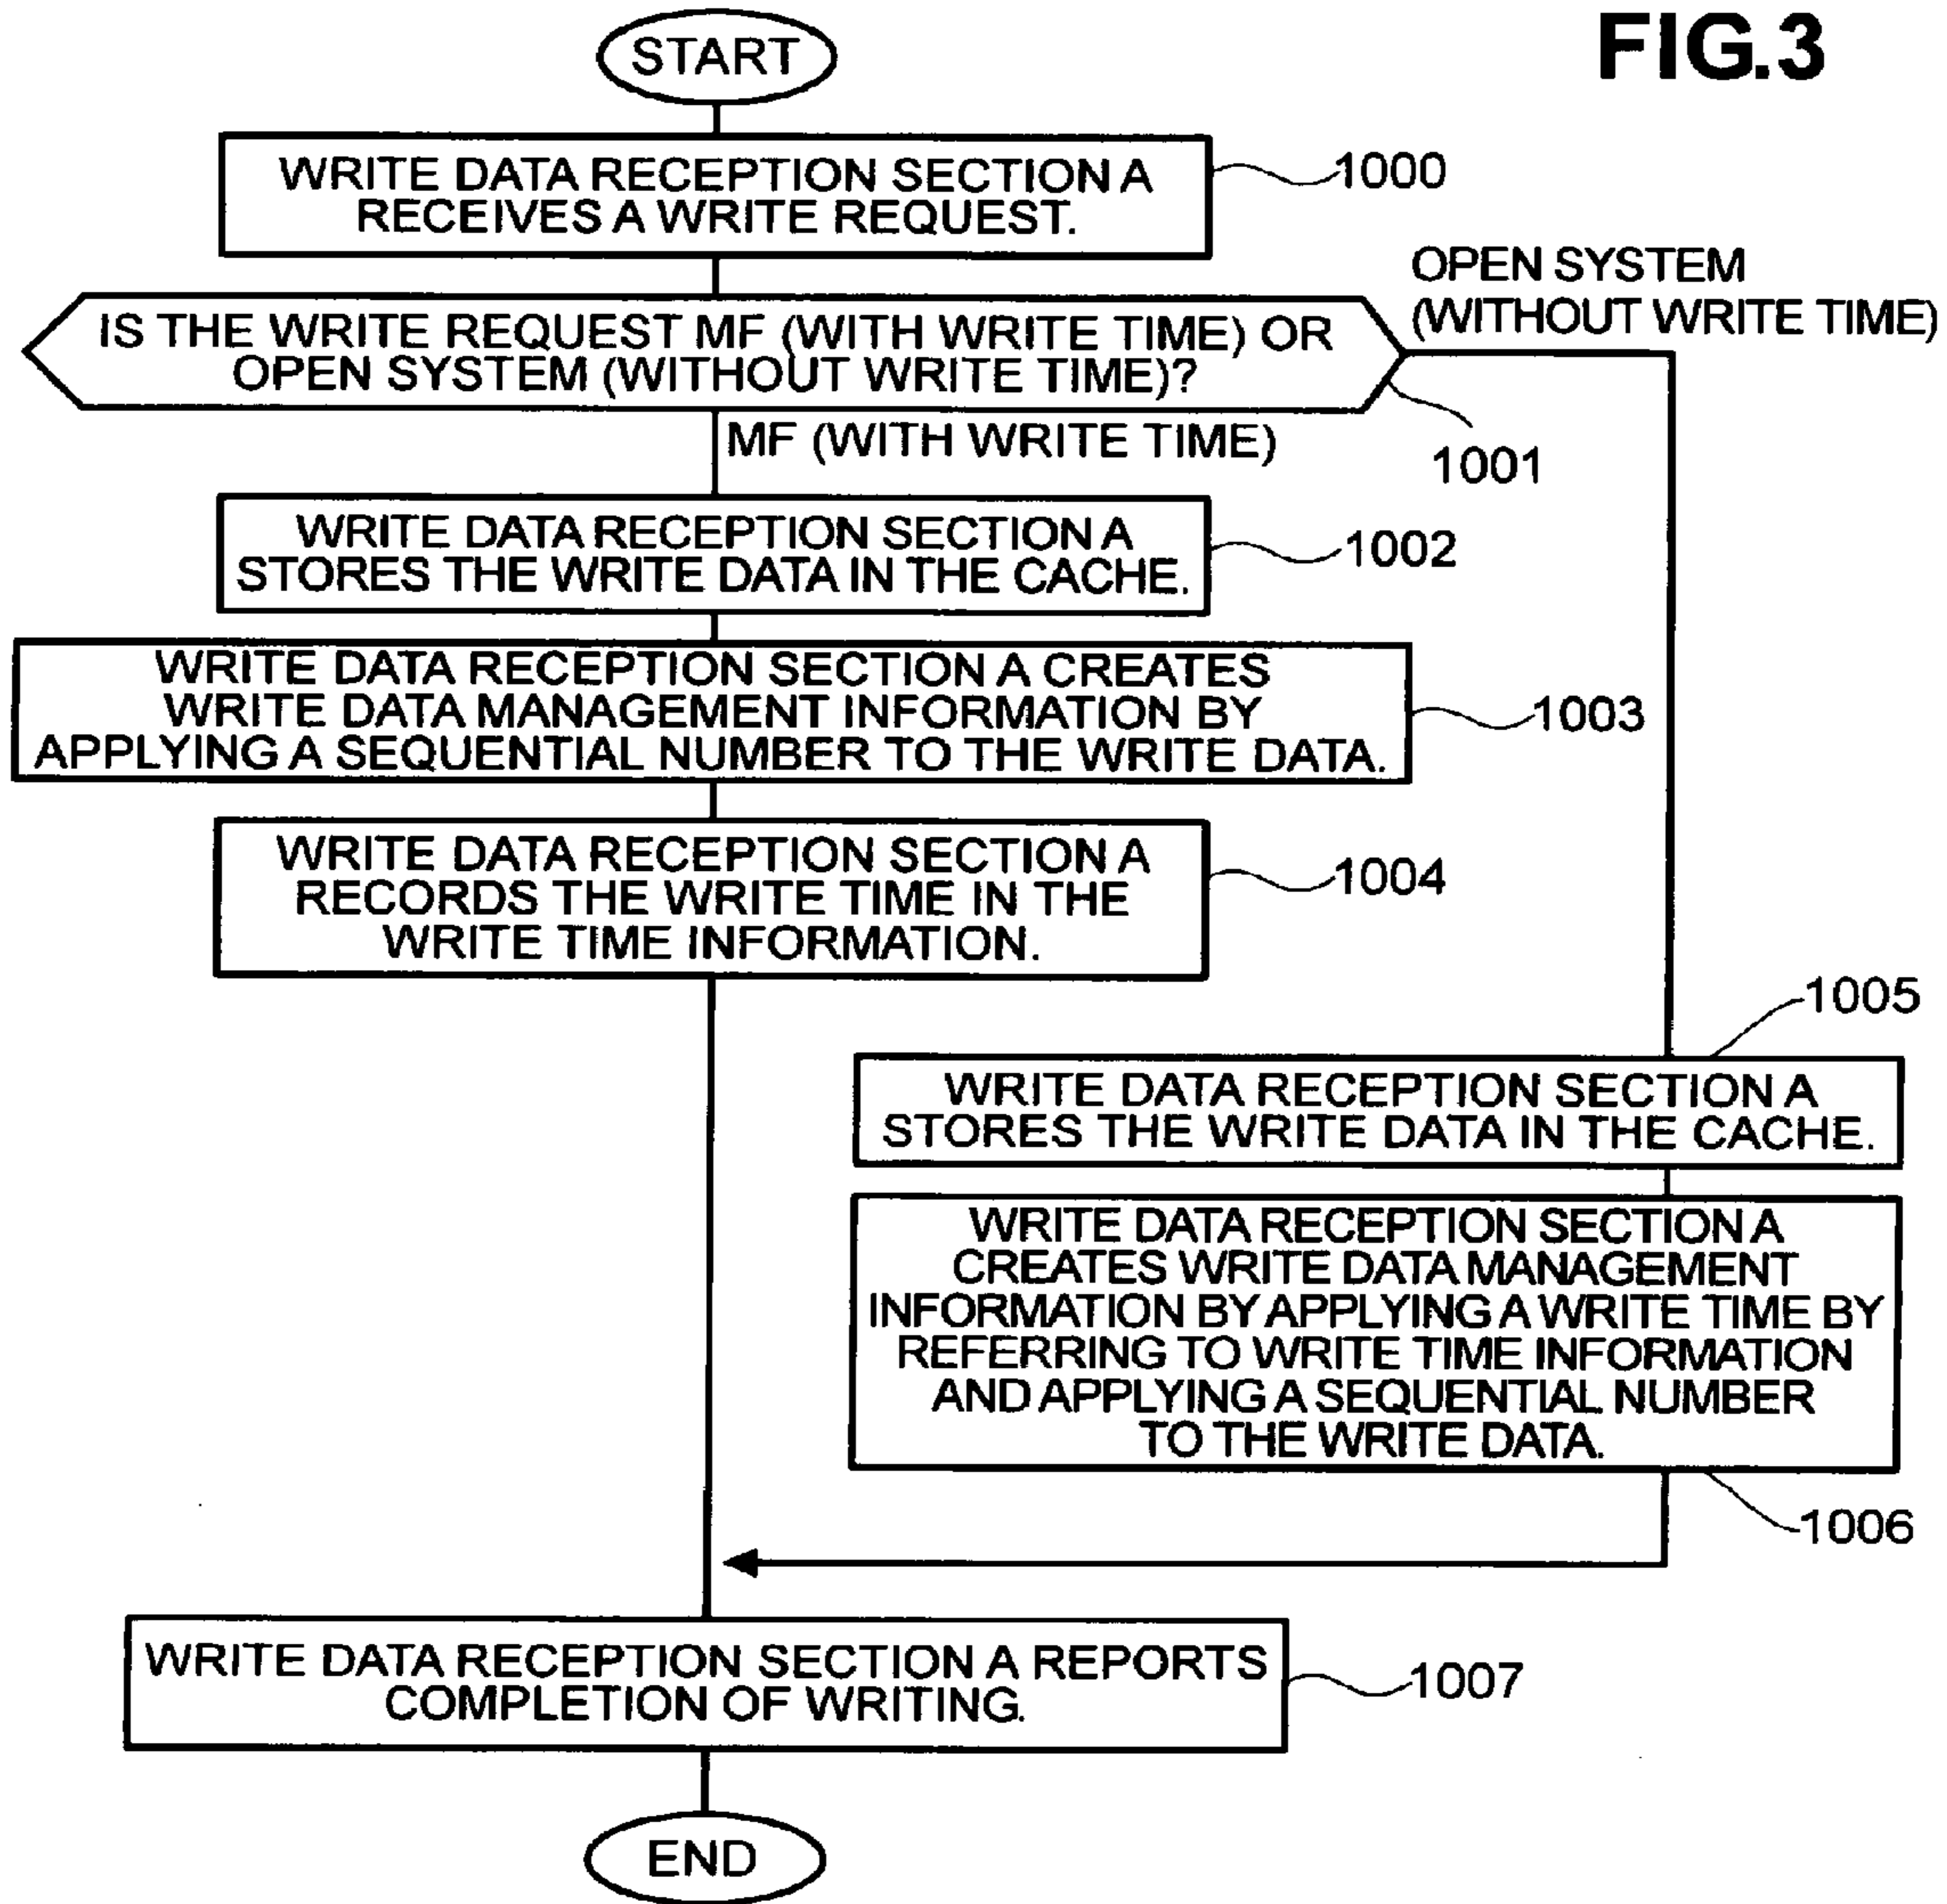 FIG.3
START
WRITE DATA RECEPTION SECTION A
RECEIVES A WRITE REQUEST.
1000
OPEN SYSTEM
(WITHOUT WRITE TIME)
IS THE WRITE REQUEST MF (WITH WRITE TIME) OR
OPEN SYSTEM (WITHOUT WRITE TIME)?
1001
MF (WITH WRITE TIME)
WRITE DATA RECEPTION SECTION A
STORES THE WRITE DATA IN THE CACHE.
1002
WRITE DATA RECEPTION SECTION A CREATES
WRITE DATA MANAGEMENT INFORMATION BY
APPLYING A SEQUENTIAL NUMBER TO THE WRITE DATA.
1003
WRITE DATA RECEPTION SECTION A
RECORDS THE WRITE TIME IN THE
WRITE TIME INFORMATION.
1004
1005
WRITE DATA RECEPTION SECTION A
STORES THE WRITE DATA IN THE CACHE.
WRITE DATA RECEPTION SECTION A
CREATES WRITE DATA MANAGEMENT
INFORMATION BY APPLYING A WRITE TIME BY
REFERRING TO WRITE TIME INFORMATION
AND APPLYING A SEQUENTIAL NUMBER
TO THE WRITE DATA.
1006
WRITE DATA RECEPTION SECTION A REPORTS
COMPLETION OF WRITING.
1007
END